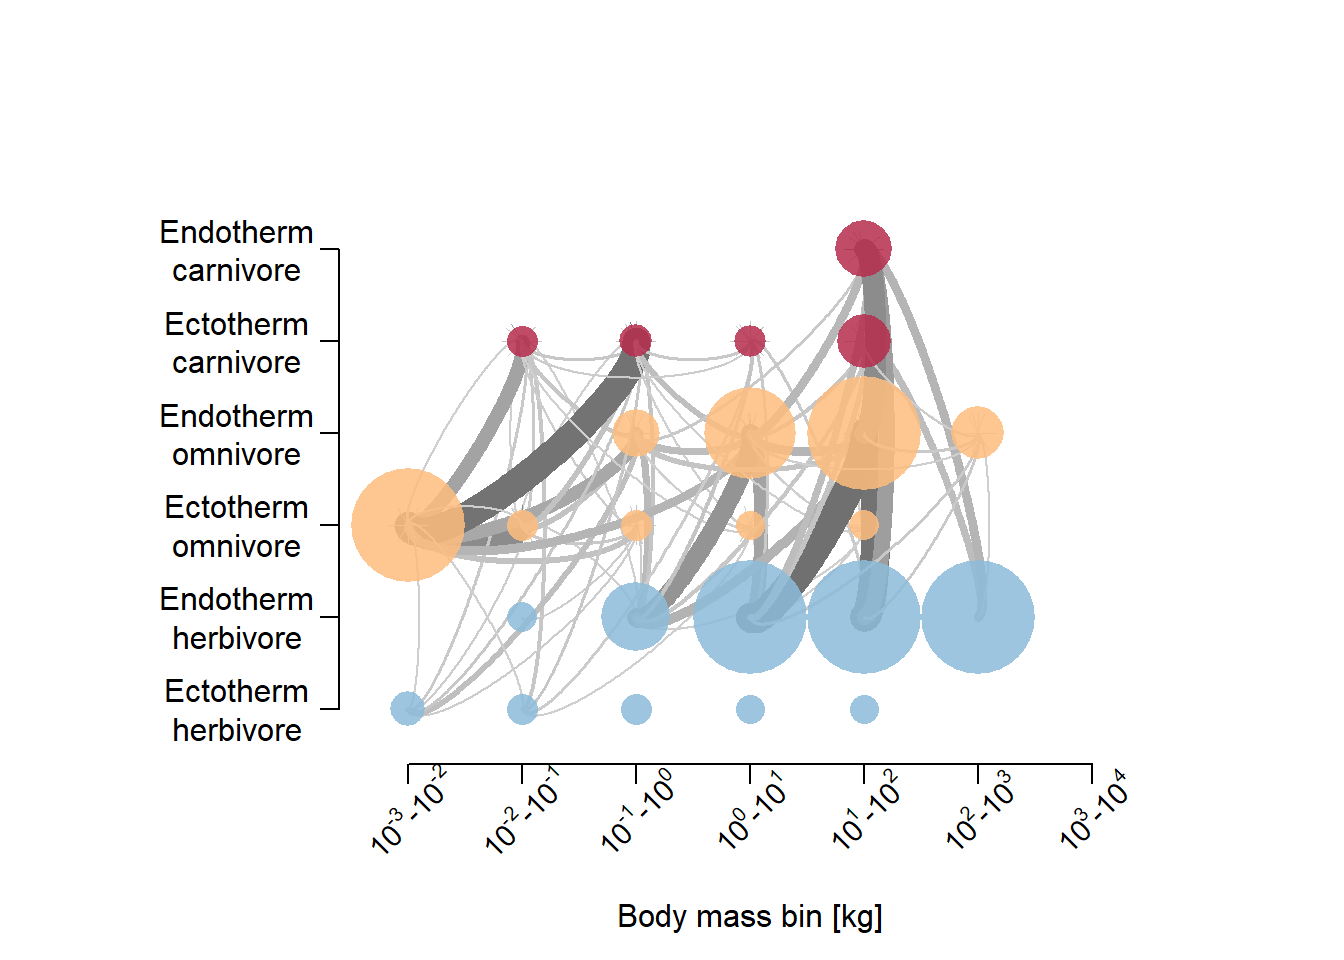 Endotherm
carnivore
Ectotherm
carnivore
Endotherm
omnivore
Ectotherm
omnivore
Endotherm
herbivore
Ectotherm
herbivore
10⁻³-10⁻²
10⁻²-10⁻¹
10⁻¹-10⁰
10⁰-10¹
10¹-10²
10²-10³
10³-10⁴
Body mass bin [kg]